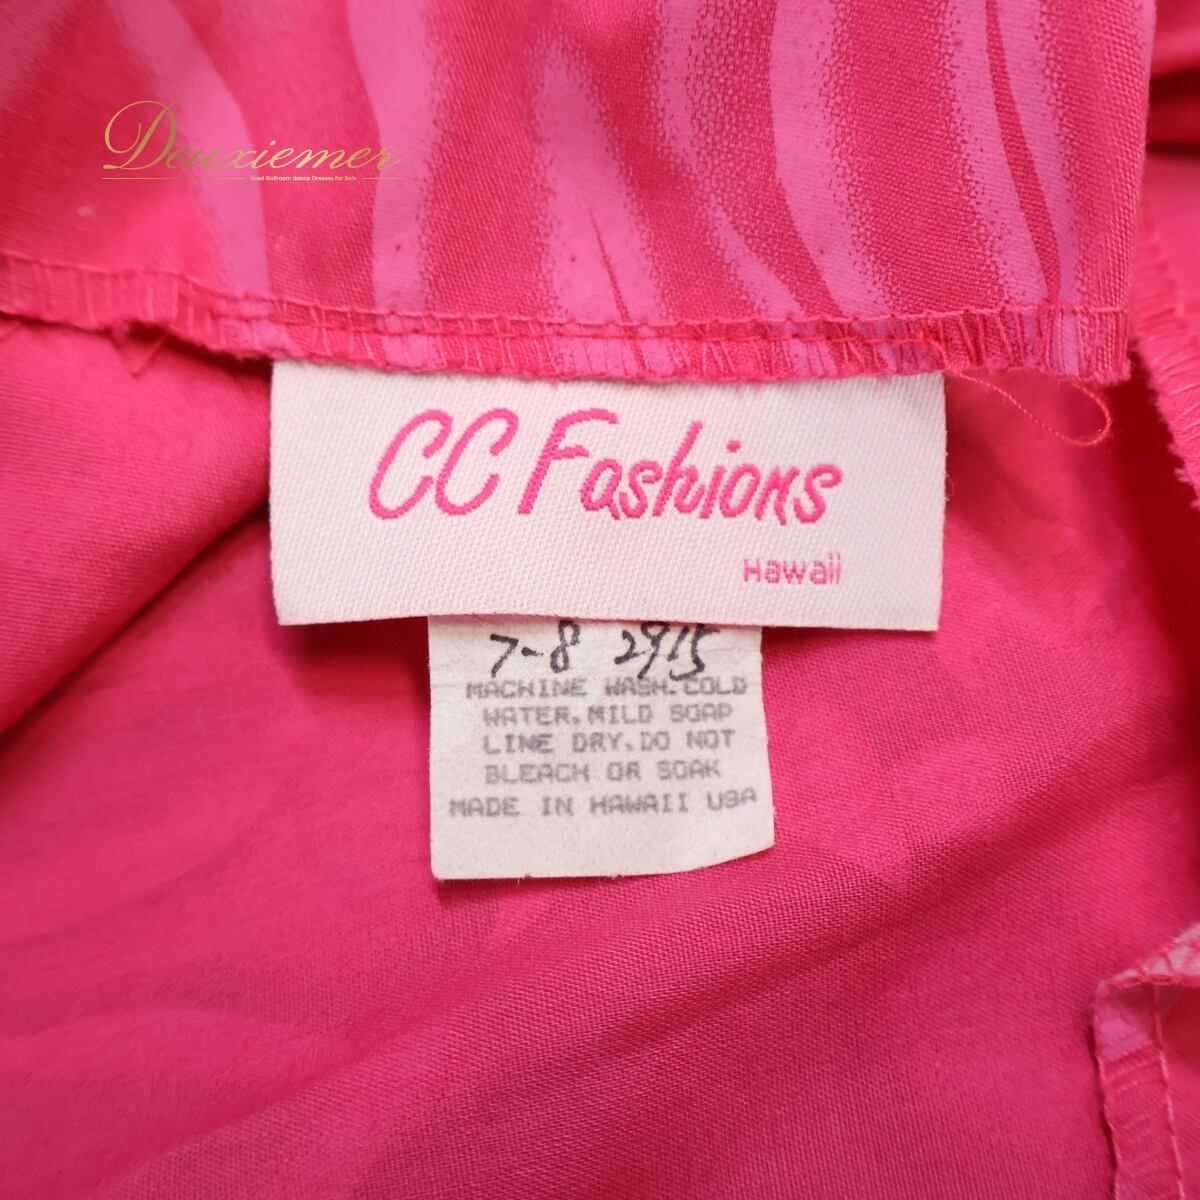 Deuxiemer
Used Ballroom dance Dresses for Sale
CC Fashions
Hawaii
7-8 2915
MACHINE WASH.COLD
WATER.MILD SOAP
LINE DRY.DO NOT
BLEACH OR SOAK
MADE IN HAWAII USA